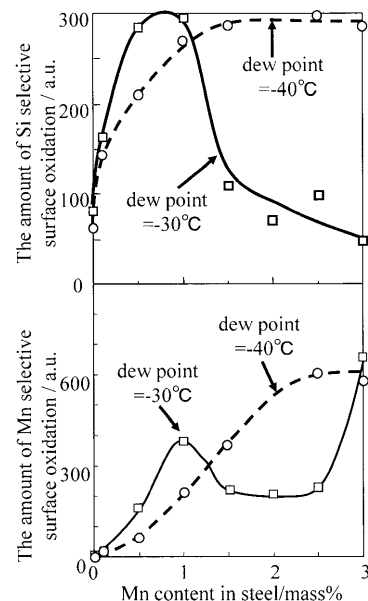 The amount of Si selective
surface oxidation / a.u.
300
200
100
0
dew point
=-40℃
dew point
=-30℃
The amount of Mn selective
surface oxidation / a.u.
600
300
0
dew point
=-40℃
dew point
=-30℃
0
1
2
3
Mn content in steel/mass%